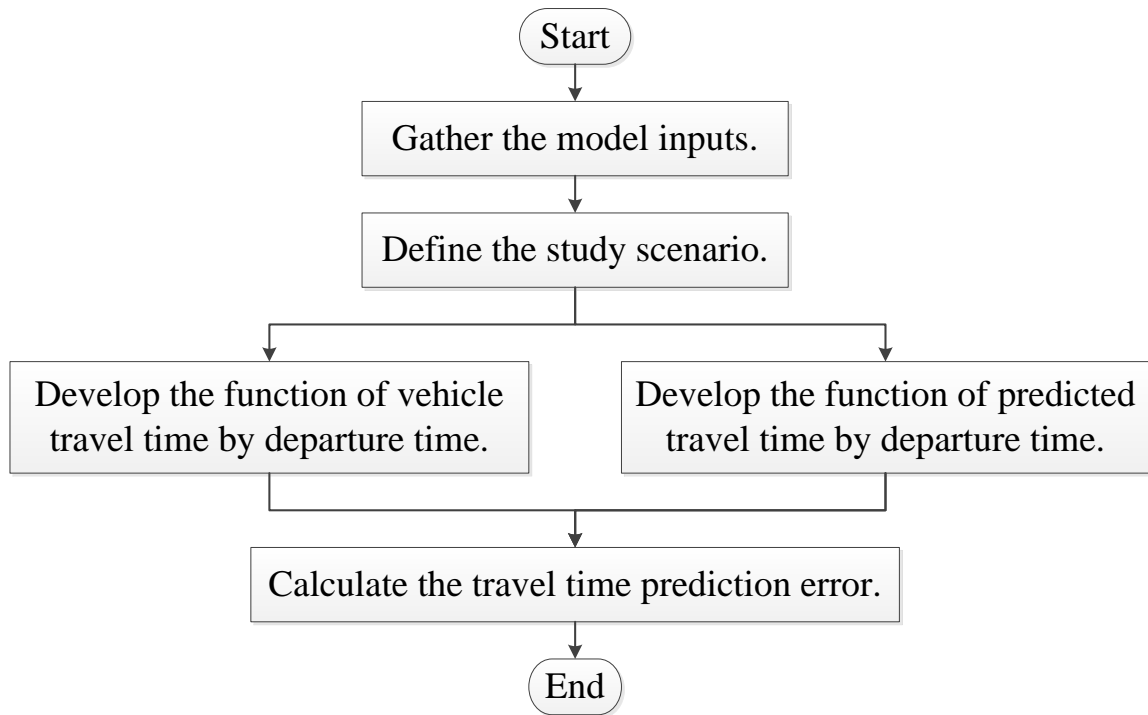 Start
Gather the model inputs.
Define the study scenario.
Develop the function of vehicle
travel time by departure time.
Develop the function of predicted
travel time by departure time.
Calculate the travel time prediction error.
End